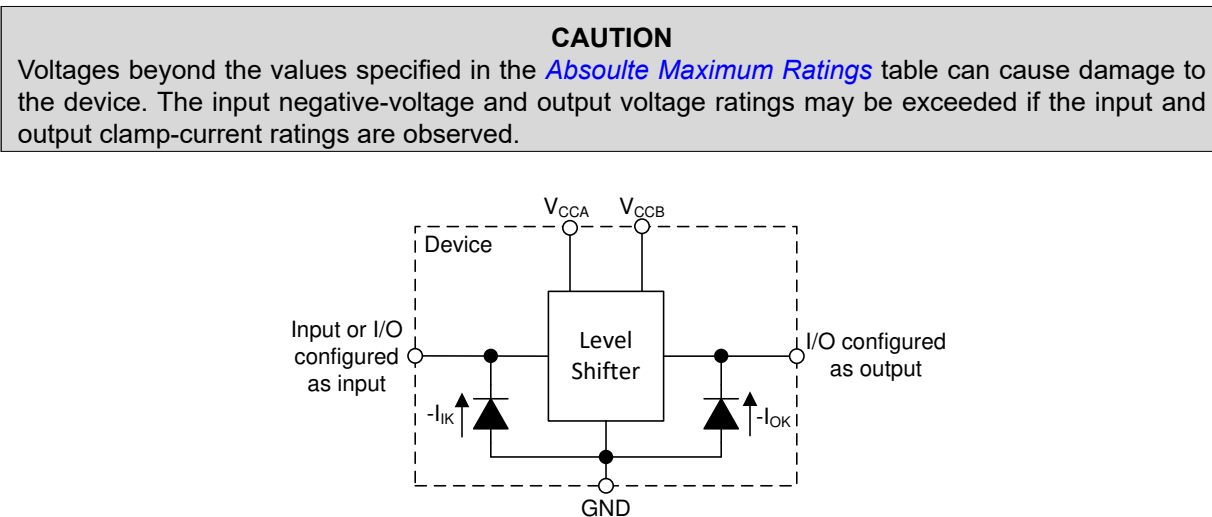 CAUTION
Voltages beyond the values specified in the Absoulte Maximum Ratings table can cause damage to
the device. The input negative-voltage and output voltage ratings may be exceeded if the input and
output clamp-current ratings are observed.
VCCA VCCB
Device
Input or I/O
configured
as input
Level
Shifter
I/O configured
as output
-IIK
-IOK
GND